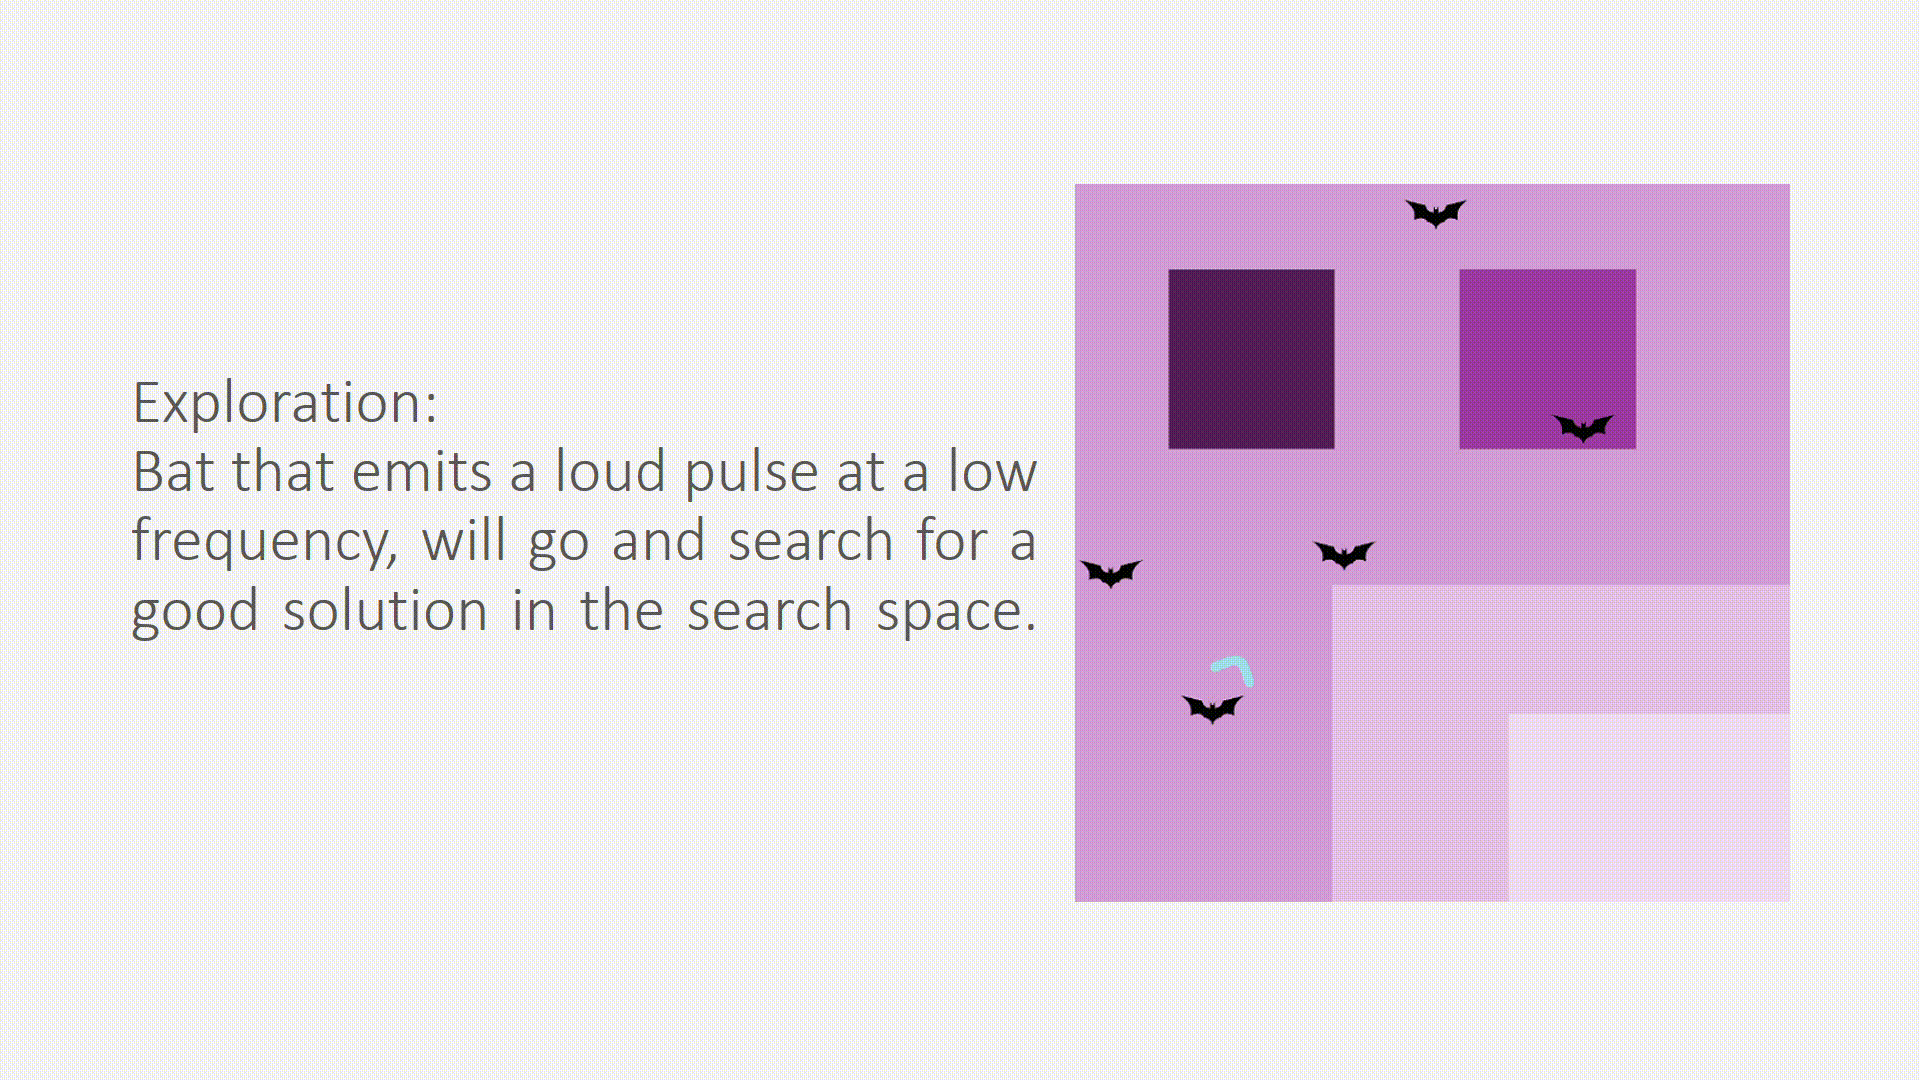 Exploration:
Bat that emits a loud pulse at a low
frequency, will go and search for a
good solution in the search space.